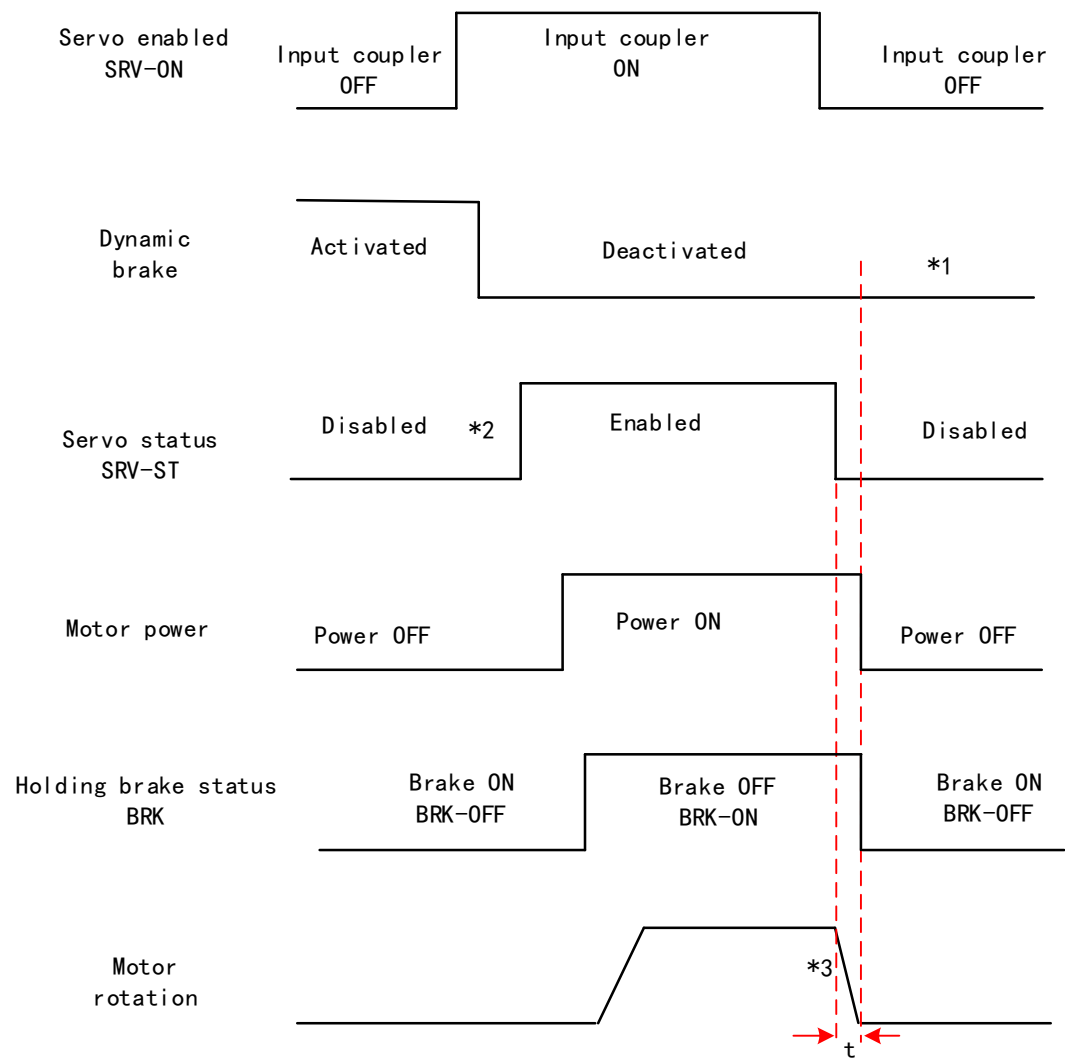 Servo enabled
SRV-ON
Input coupler
OFF
Input coupler
ON
Input coupler
OFF
Dynamic
brake
Activated
Deactivated
*1
Servo status
SRV-ST
Disabled
*2
Enabled
Disabled
Motor power
Power OFF
Power ON
Power OFF
Holding brake status
BRK
Brake ON
BRK-OFF
Brake OFF
BRK-ON
Brake ON
BRK-OFF
Motor
rotation
*3
t